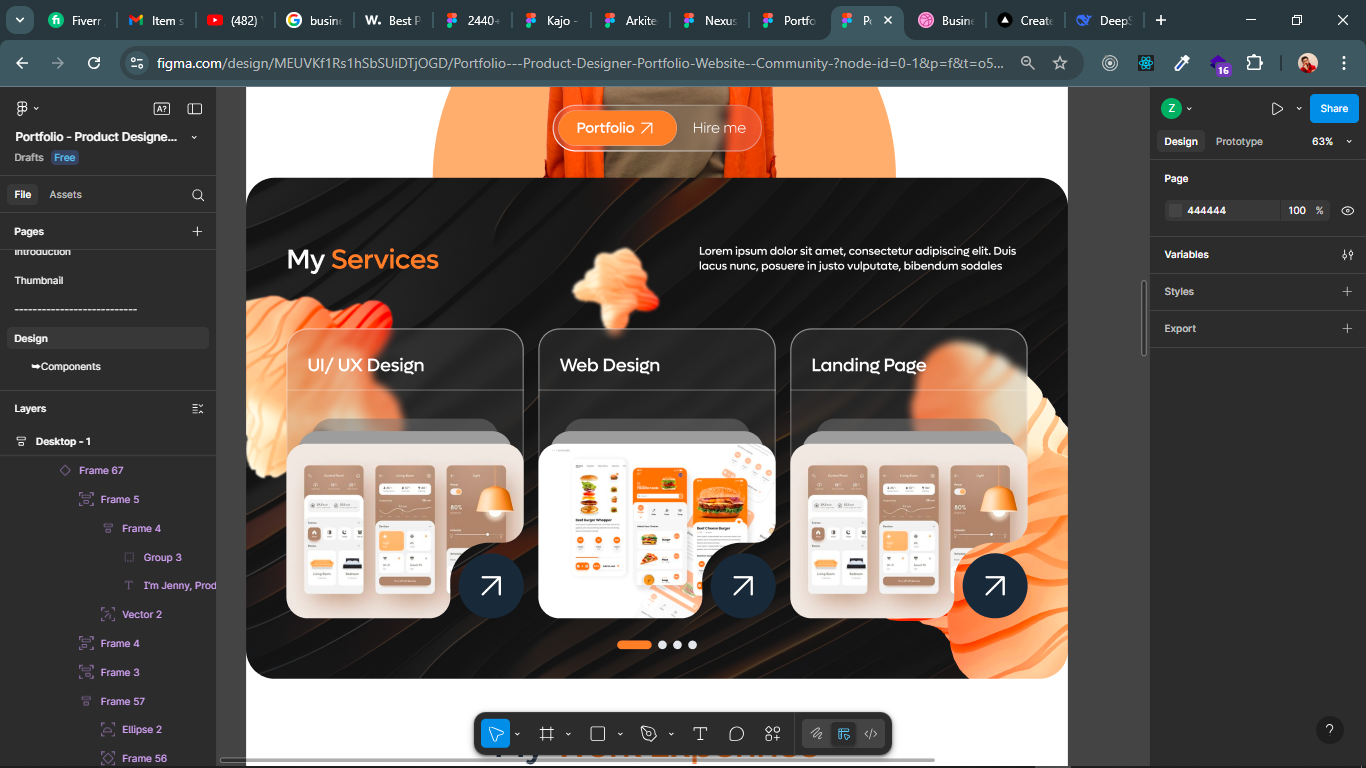 Fiverr
Item s
(482)
busine
Best P
2440+
Kajo -
Arkite
Nexus
Portfo
Po
Busine
Create
DeepS
figma.com/design/MEUVKf1Rs1hSbSUiDTjOGD/Portfolio---Product-Designer-Portfolio-Website--Community-?node-id=0-1&p=f&t=o5...
16
A?
Portfolio - Product Designe...
Drafts
Free
File
Assets
Pages
Introduction
Thumbnail
----------------------------
Design
➥Components
Layers
Desktop - 1
Frame 67
Frame 5
Frame 4
Group 3
I'm Jenny, Prod
Vector 2
Frame 4
Frame 3
Frame 57
Ellipse 2
Frame 56
Portfolio
Hire me
My Services
Lorem ipsum dolor sit amet, consectetur adipiscing elit. Duis
lacus nunc, posuere in justo vulputate, bibendum sodales
UI/ UX Design
Web Design
Landing Page
My Work Experience
Z
Share
Design
Prototype
63%
Page
444444
100
%
Variables
Styles
Export
?